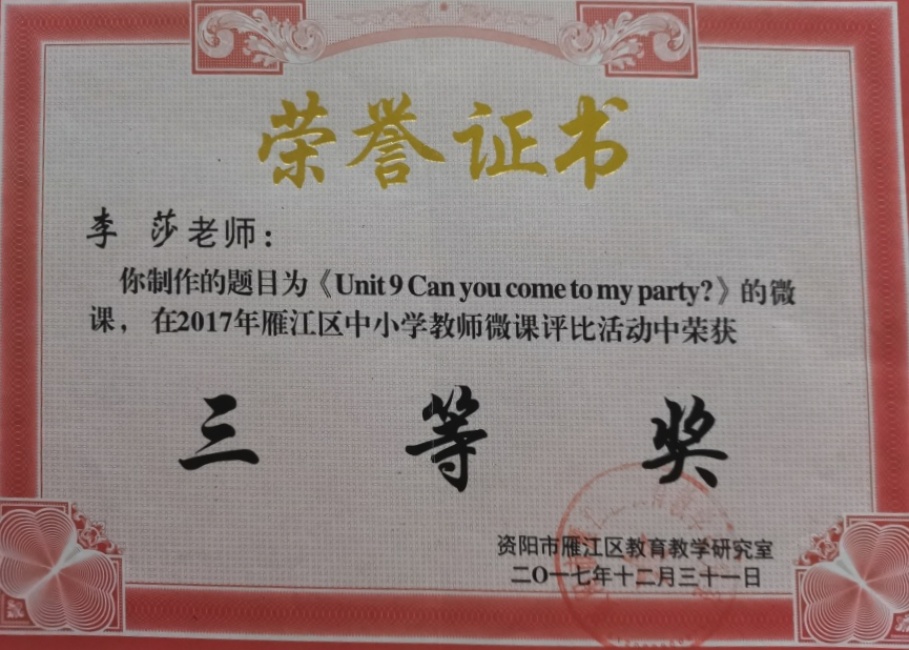 荣誉证书
李 莎老师：
你制作的题目为《Unit 9 Can you come to my party?》的微
课，在2017年雁江区中小学教师微课评比活动中荣获
三 等 奖
资阳市雁江区教育教学研究室
二O一七年十二月三十一日